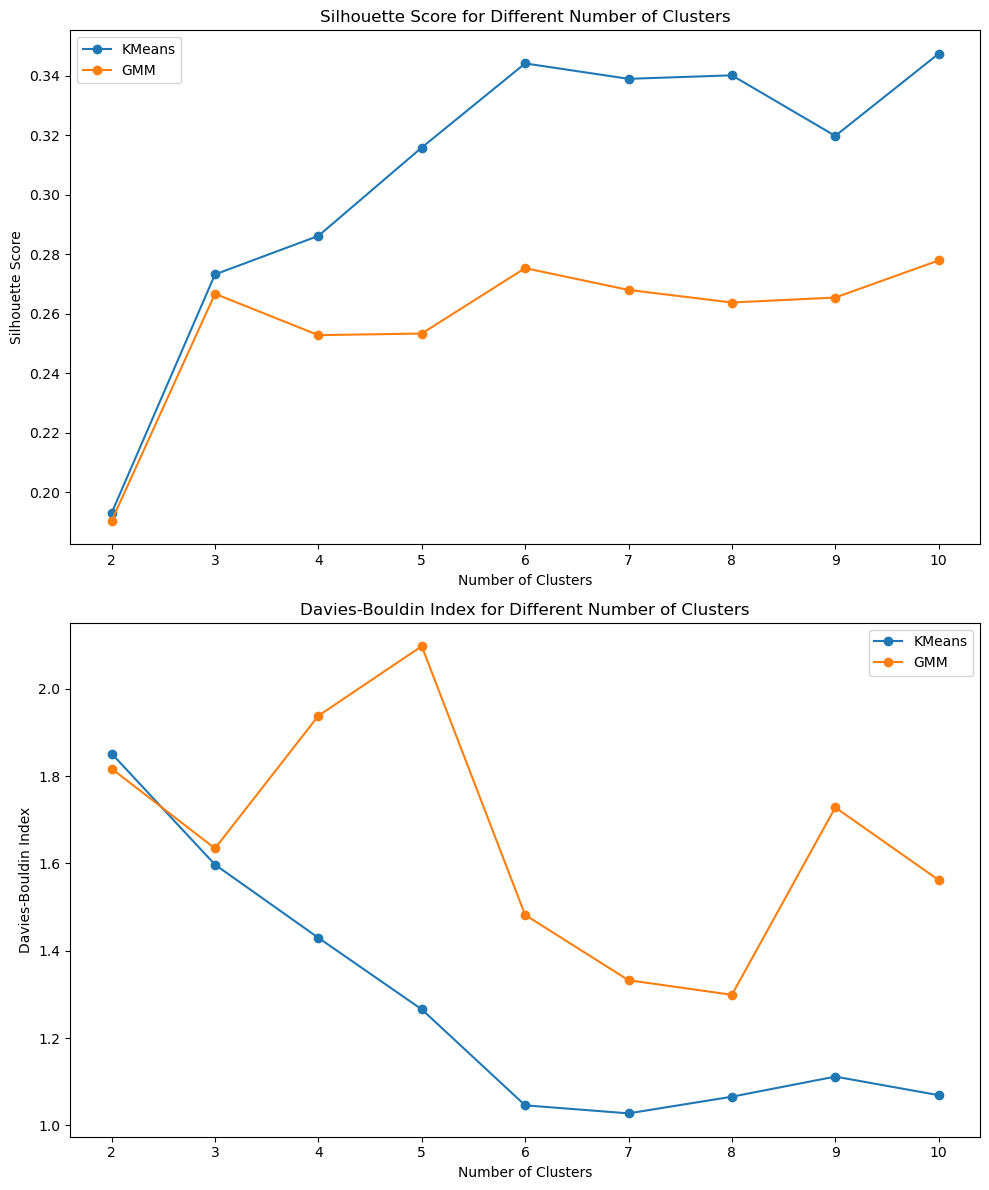 Silhouette Score for Different Number of Clusters
KMeans
GMM
0.34
0.32
0.30
0.28
0.26
0.24
0.22
0.20
Silhouette Score
2 3 4 5 6 7 8 9 10
Number of Clusters
Davies-Bouldin Index for Different Number of Clusters
KMeans
GMM
2.0
1.8
1.6
1.4
1.2
1.0
Davies-Bouldin Index
2 3 4 5 6 7 8 9 10
Number of Clusters